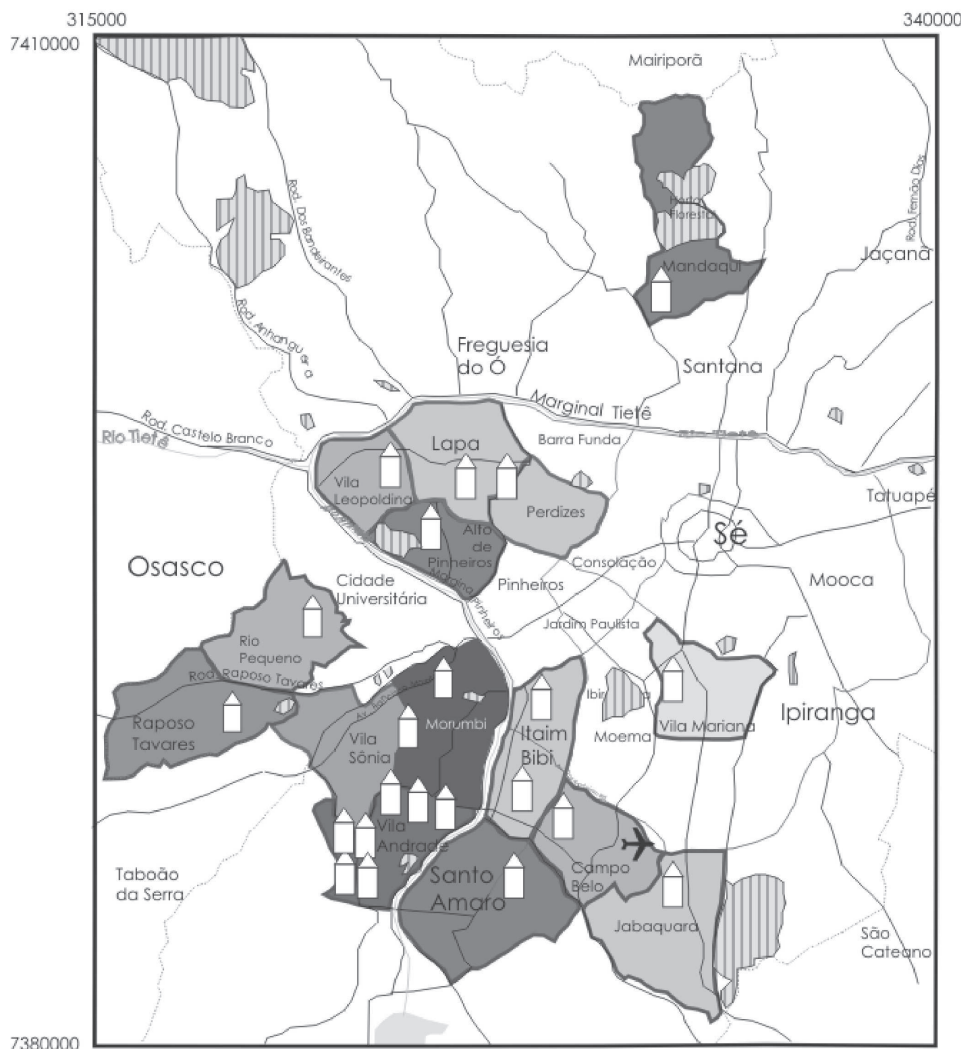 315000
340000
7410000
Mairiporã
Rod. Dos Bandeirantes
Rod. Fernão Dias
Horto
Florestal
Jaçanã
Mandaqui
Rod. Anhanguera
Freguesia
do Ó
Santana
Marginal Tietê
Rod. Castelo Branco
Rio Tietê
Rio Tietê
Lapa
Barra Funda
Vila
Leopoldina
Perdizes
Tatuapé
Alto
de
Pinheiros
Sé
Osasco
Cidade
Universitária
Marginal Pinheiros
Pinheiros
Consolação
Mooca
Jardim Paulista
Rio
Pequeno
Rod. Raposo Tavares
Raposo
Tavares
Vila
Sônia
Morumbi
Itaim
Bibi
Moema
Vila Mariana
Ipiranga
Vila
Andrade
Taboão
da Serra
Santo
Amaro
Campo
Belo
Jabaquara
São
Cateano
7380000